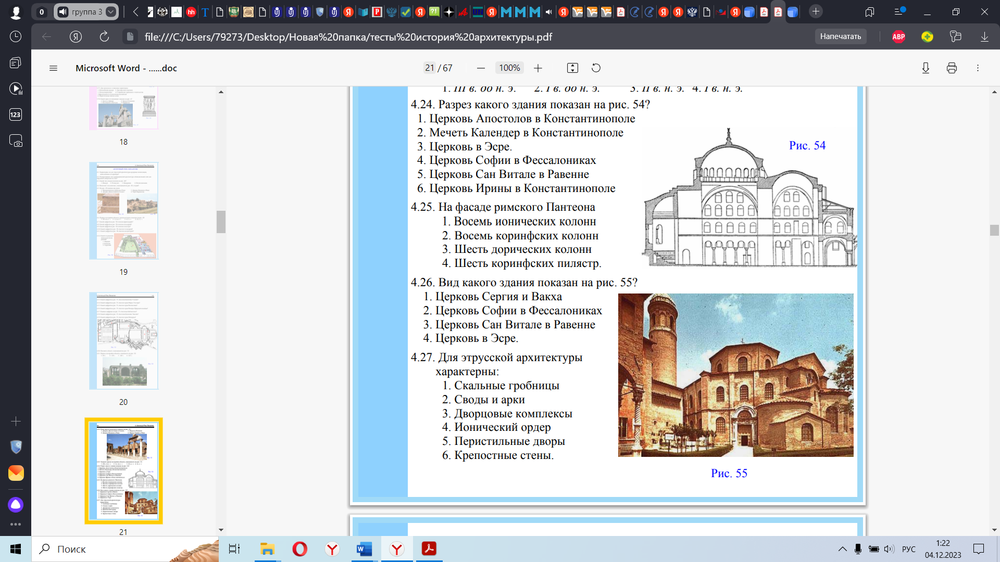 0
группа 3
file:///C:/Users/79273/Desktop/Новая%20папка/тесты%20история%20архитектуры.pdf
Напечатать
ABP
Microsoft Word - ......doc
21 / 67
100%
123
18
19
20
21
1. III в. до н. э. 2. I в. до н. э. 3. II в. н. э. 4. I в. н. э.
4.24. Разрез какого здания показан на рис. 54?
1. Церковь Апостолов в Константинополе
2. Мечеть Календер в Константинополе
3. Церковь в Эсре.
4. Церковь Софии в Фессалониках
5. Церковь Сан Витале в Равенне
6. Церковь Ирины в Константинополе
Рис. 54
4.25. На фасаде римского Пантеона
1. Восемь ионических колонн
2. Восемь коринфских колонн
3. Шесть дорических колонн
4. Шесть коринфских пилястр.
4.26. Вид какого здания показан на рис. 55?
1. Церковь Сергия и Вакха
2. Церковь Софии в Фессалониках
3. Церковь Сан Витале в Равенне
4. Церковь в Эсре.
4.27. Для этрусской архитектуры
характерны:
1. Скальные гробницы
2. Своды и арки
3. Дворцовые комплексы
4. Ионический ордер
5. Перистильные дворы
6. Крепостные стены.
Рис. 55
Поиск
РУС
1:22
04.12.2023